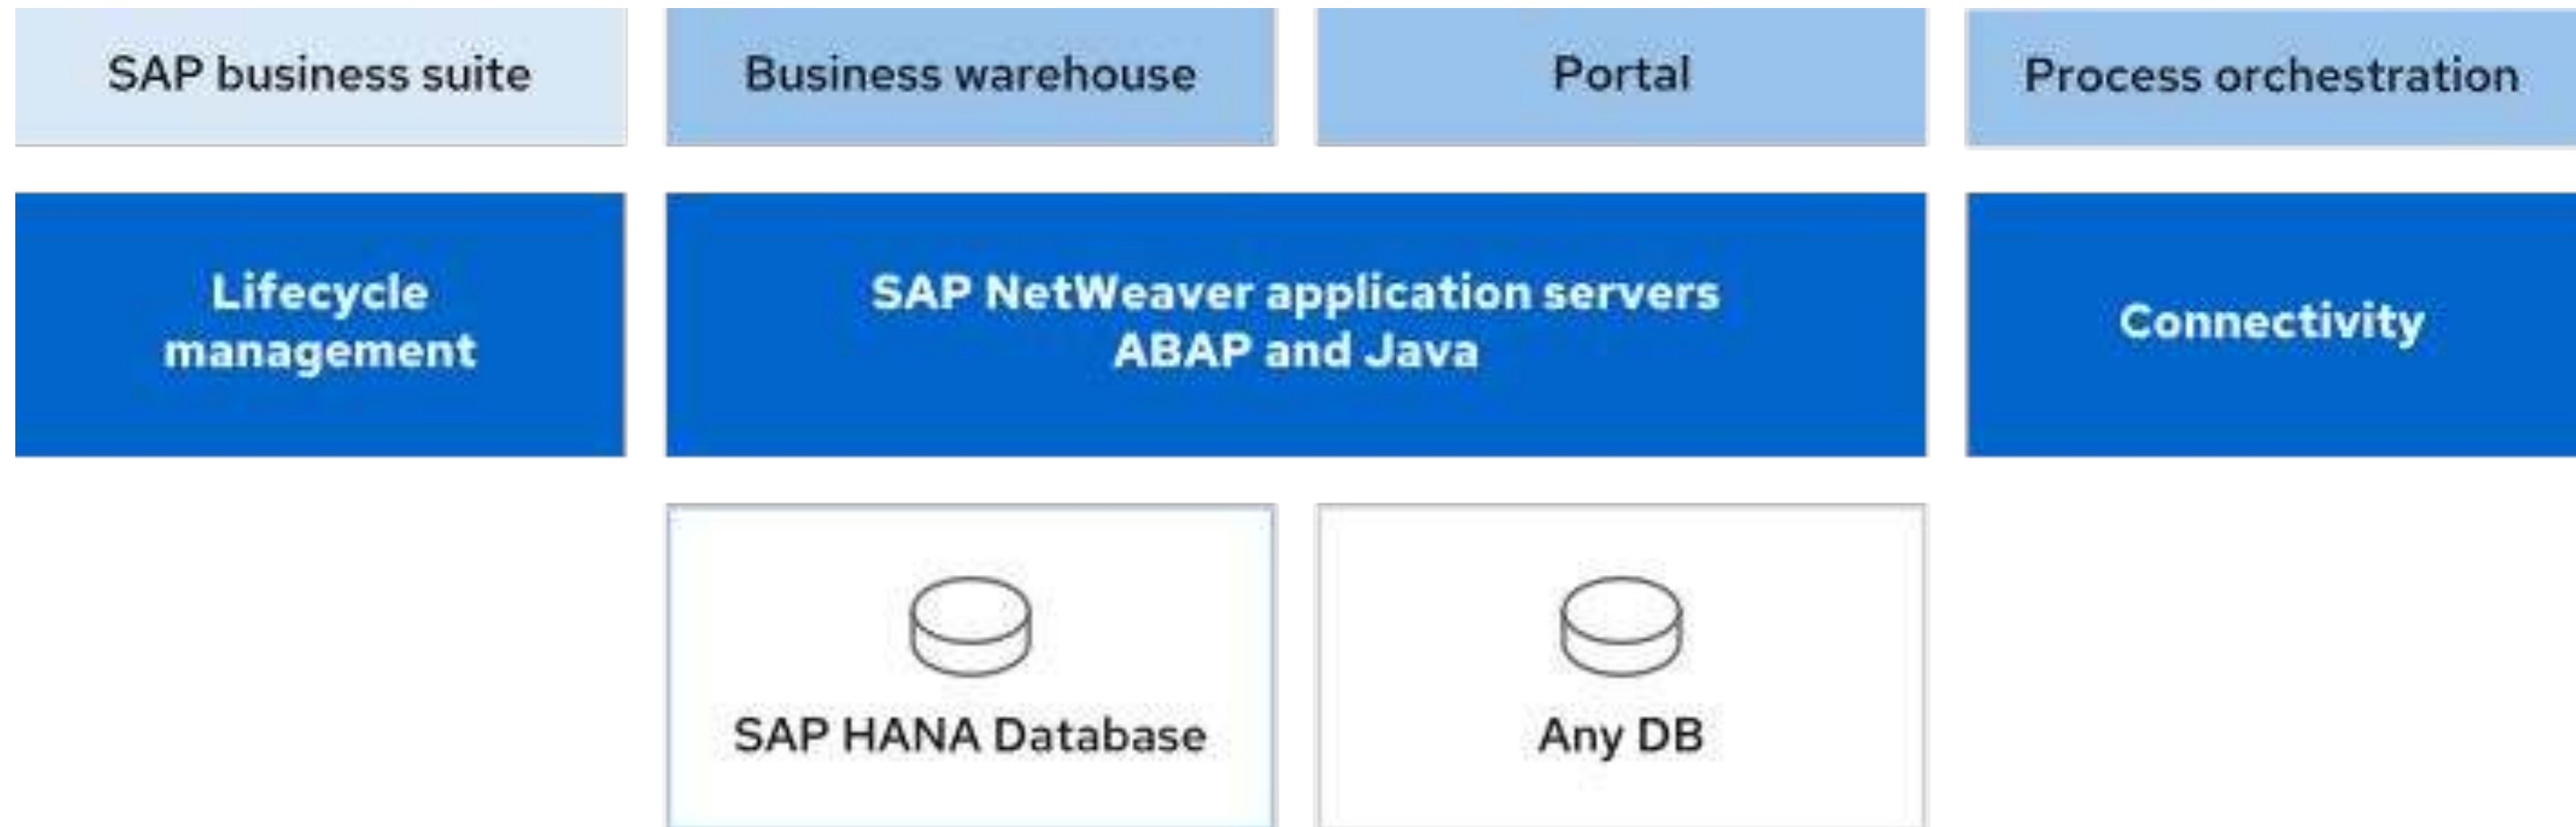 SAP business suite
Business warehouse
Portal
Process orchestration
Lifecycle
management
SAP NetWeaver application servers
ABAP and Java
Connectivity
SAP HANA Database
Any DB